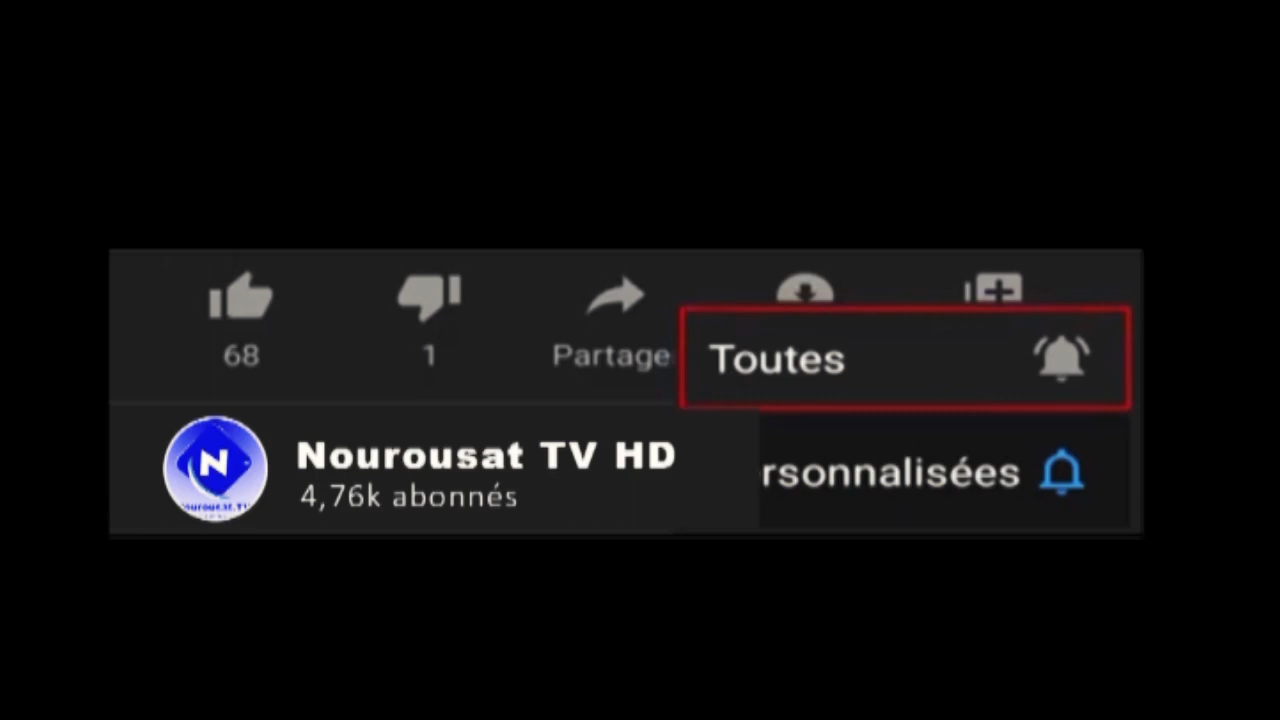 68
1
Partage
Toutes
N
Nourousat TV HD
4,76k abonnés
rsonnalisées